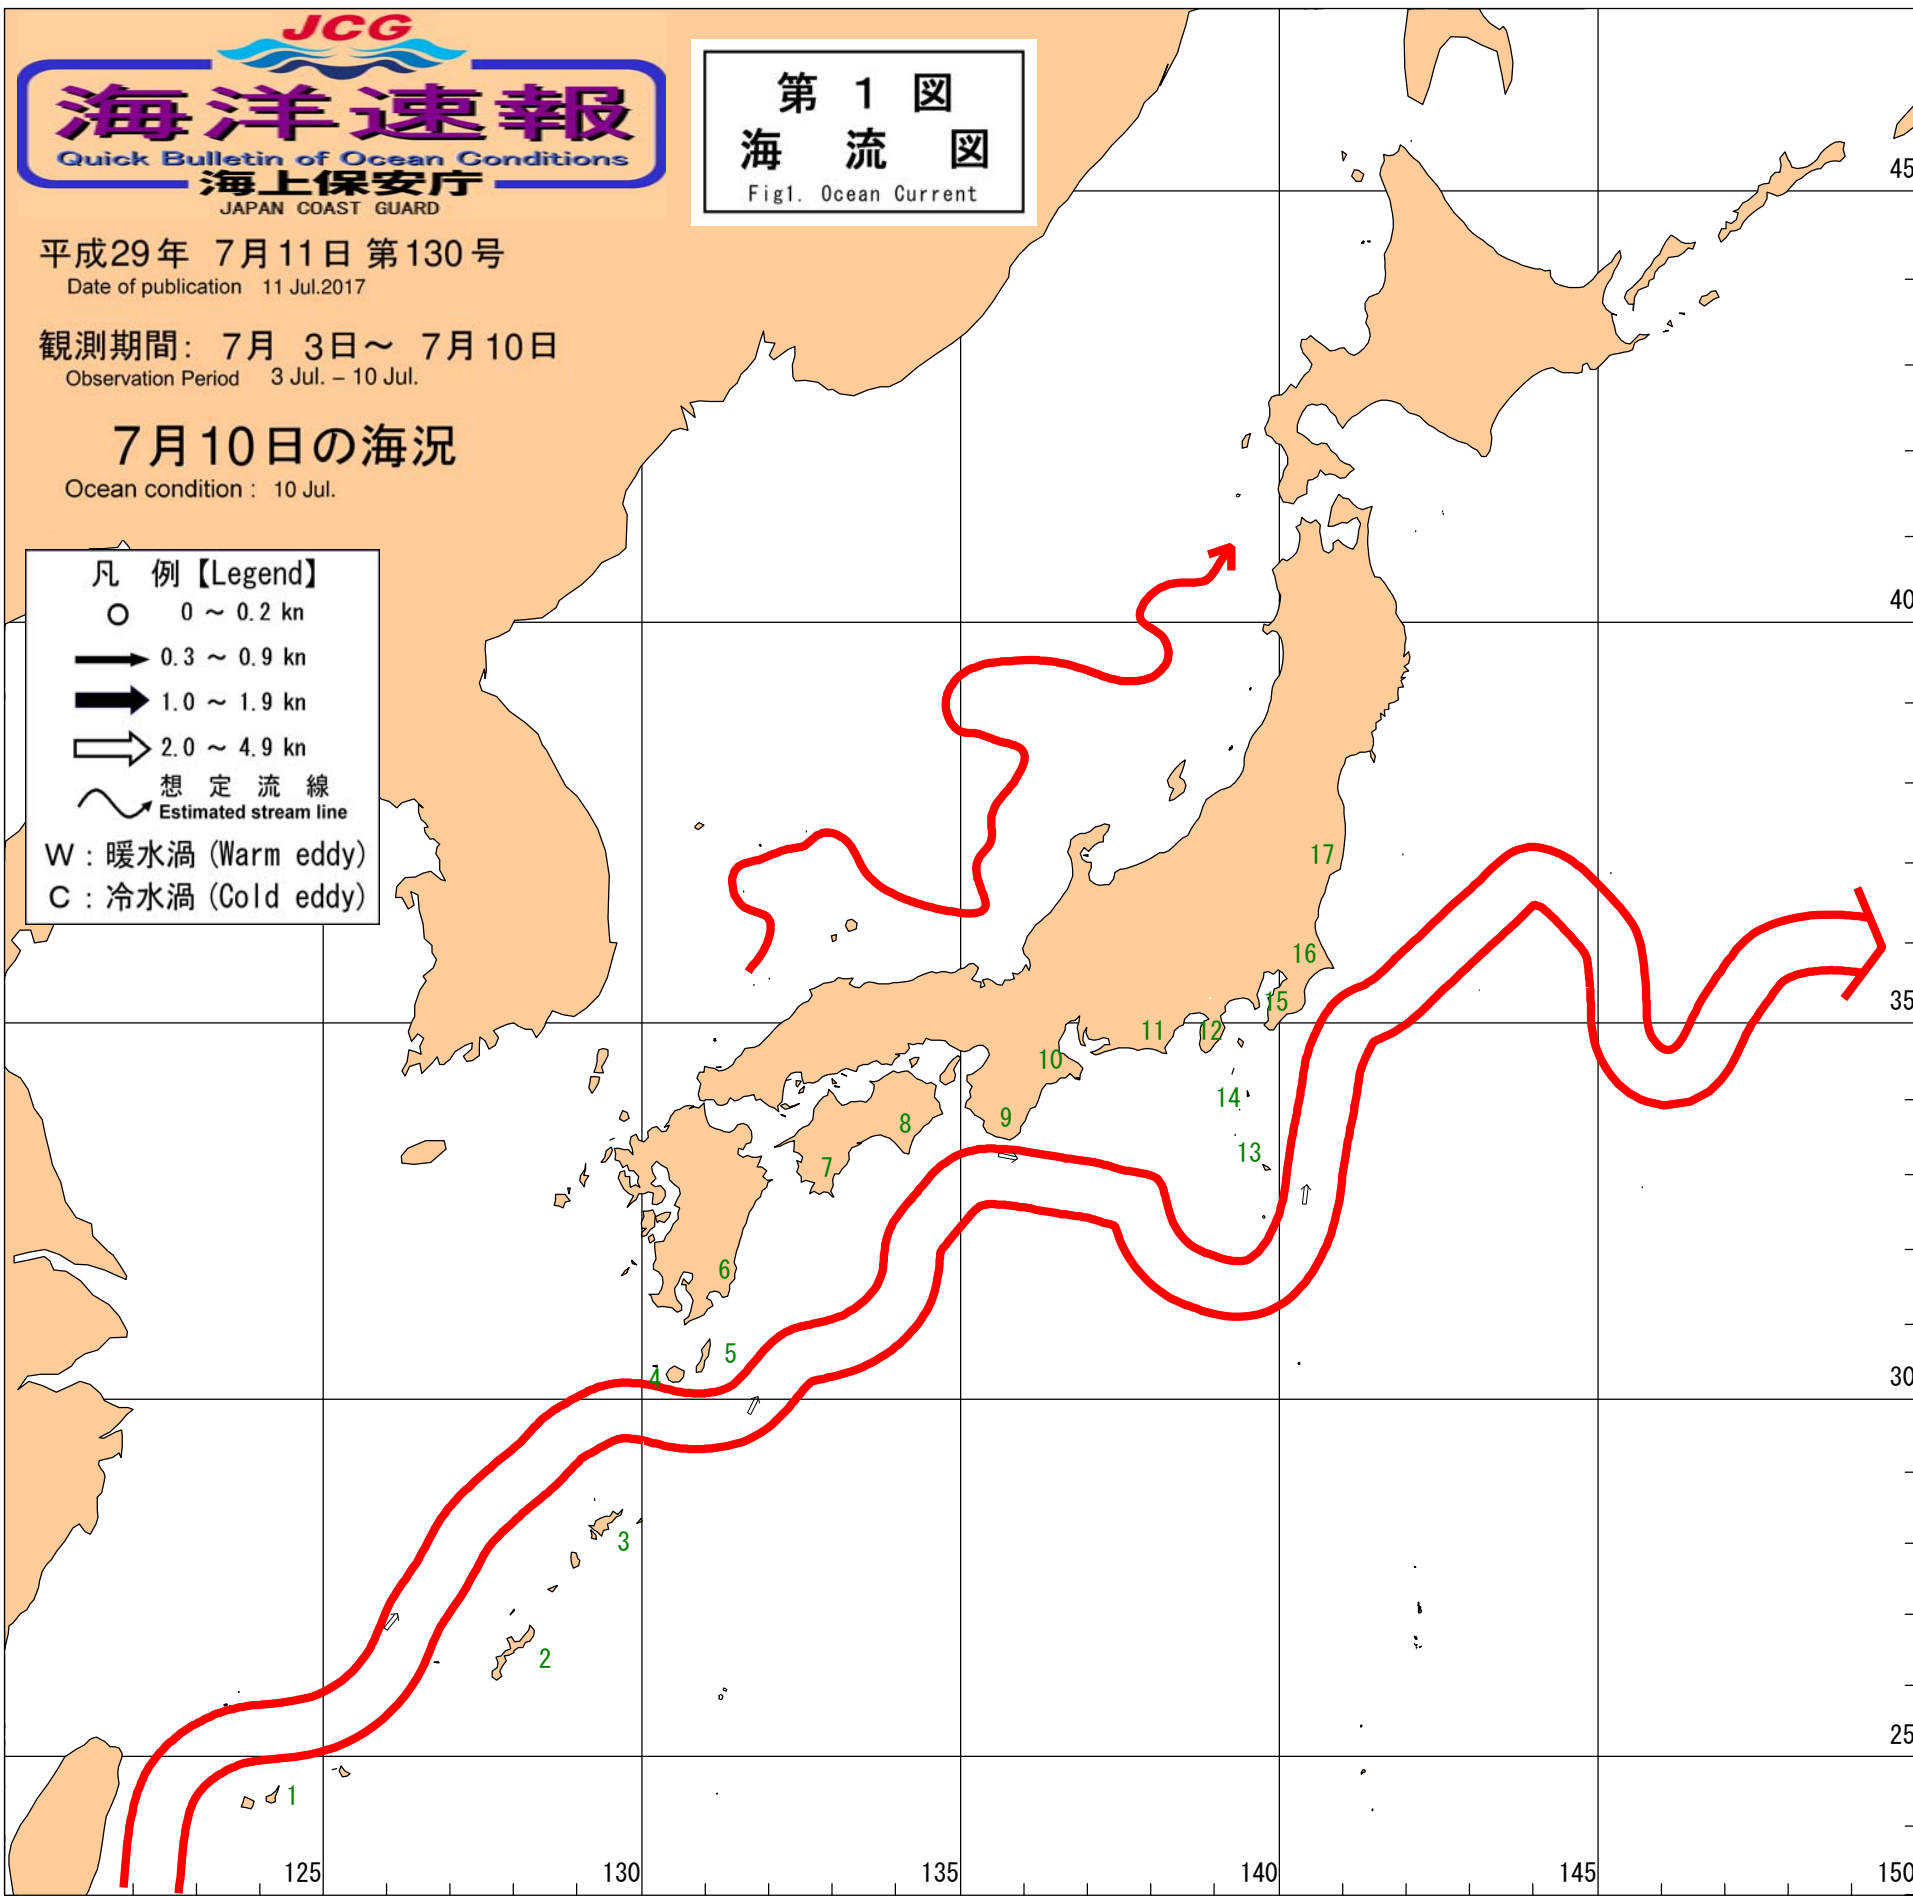 JCG
海洋速報
Quick Bulletin of Ocean Conditions
海上保安庁
JAPAN COAST GUARD
第 1 図
海 流 図
Fig1. Ocean Current
平成29年 7月11日 第130号
Date of publication 11 Jul.2017
観測期間: 7月 3日～ 7月10日
Observation Period 3 Jul. – 10 Jul.
7月10日の海況
Ocean condition : 10 Jul.
凡 例【Legend】
0 ～ 0.2 kn
0.3 ～ 0.9 kn
1.0 ～ 1.9 kn
2.0 ～ 4.9 kn
想 定 流 線
Estimated stream line
W : 暖水渦 (Warm eddy)
C : 冷水渦 (Cold eddy)
45
40
17
16
35
15
11
12
10
14
8
9
13
7
6
5
4
30
3
2
25
1
125
130
135
140
145
150